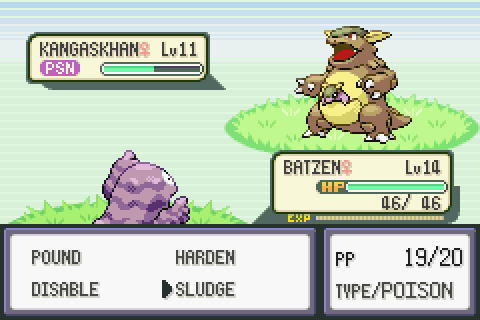 KANGASKHAN♀ Lv11
PSN
BATZEN♀ Lv14
HP
46/ 46
EXP
POUND HARDEN
DISABLE ▶SLUDGE
PP 19/20
TYPE/POISON